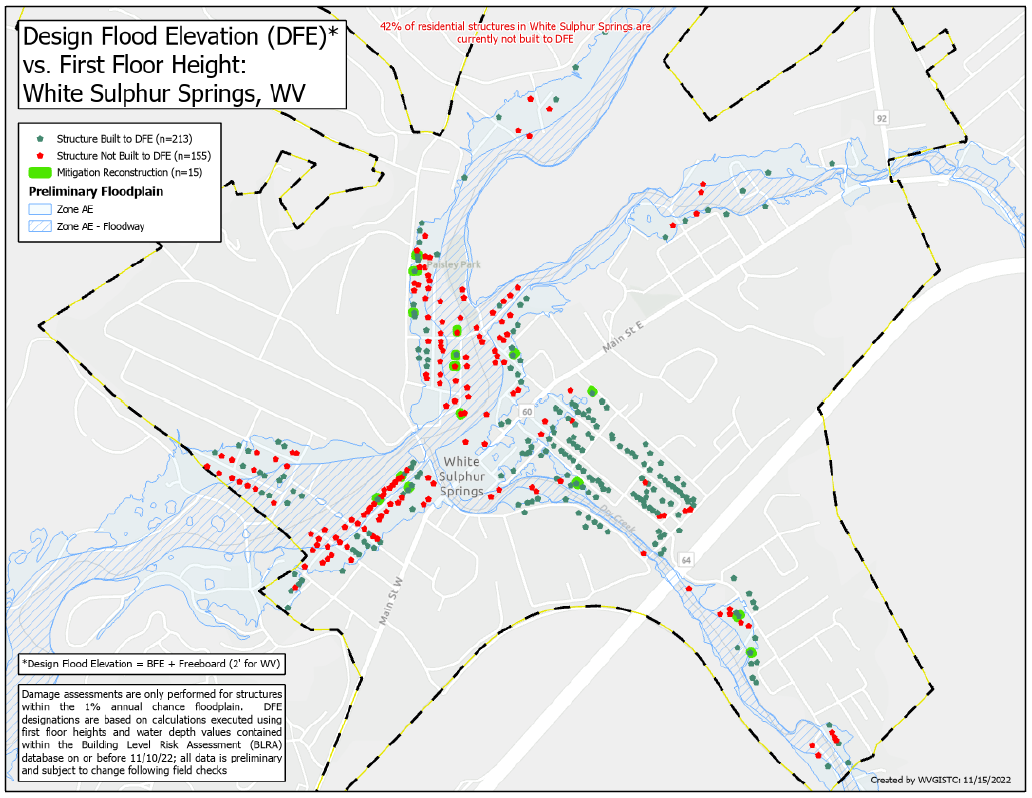 Design Flood Elevation (DFE)*
vs. First Floor Height:
White Sulphur Springs, WV
42% of residential structures in White Sulphur Springs are
currently not built to DFE
Structure Built to DFE (n=213)
Structure Not Built to DFE (n=155)
Mitigation Reconstruction (n=15)
Preliminary Floodplain
Zone AE
Zone AE - Floodway
92
Paisley Park
Main St E
60
White
Sulphur
Springs
Dry Creek
64
Main St W
*Design Flood Elevation = BFE + Freeboard (2' for WV)
Damage assessments are only performed for structures
within the 1% annual chance floodplain. DFE
designations are based on calculations executed using
first floor heights and water depth values contained
within the Building Level Risk Assessment (BLRA)
database on or before 11/10/22; all data is preliminary
and subject to change following field checks
Created by WVGISTC: 11/15/2022